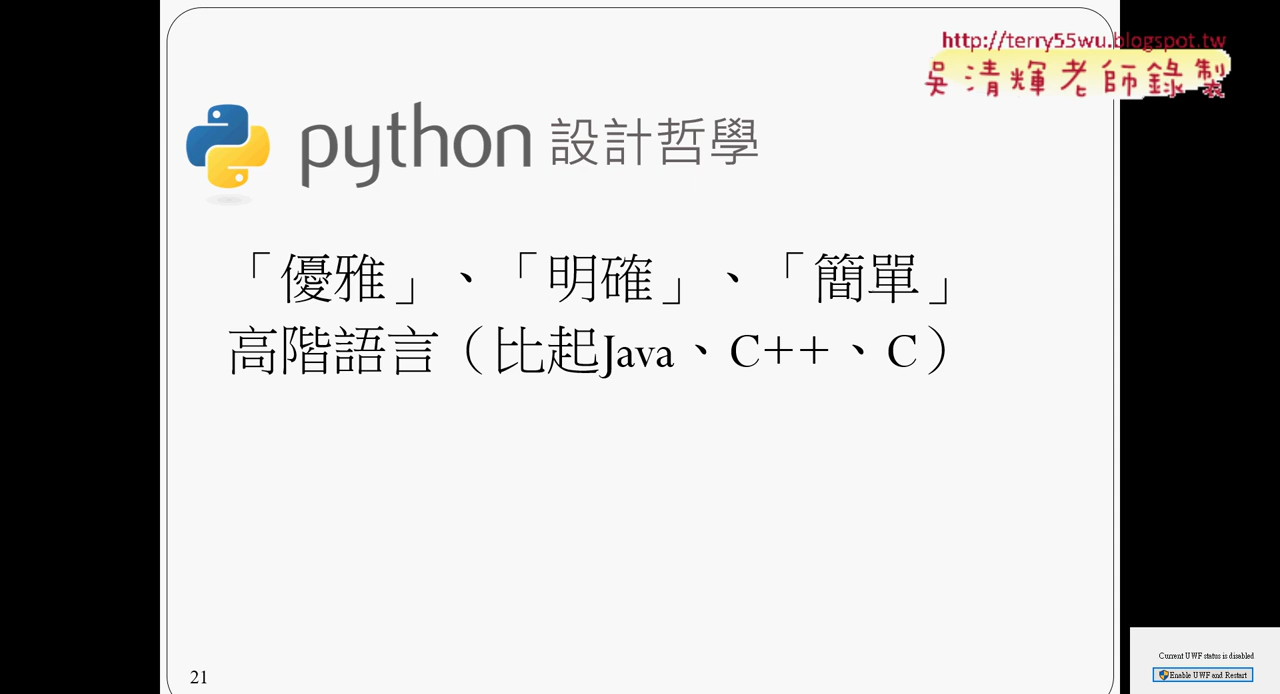 http://terry55wu.blogspot.tw
吳清輝老師錄製
python 設計哲學
「優雅」、「明確」、「簡單」
高階語言（比起Java、C++、C）
21
Current UWF status is disabled
Enable UWF and Restart